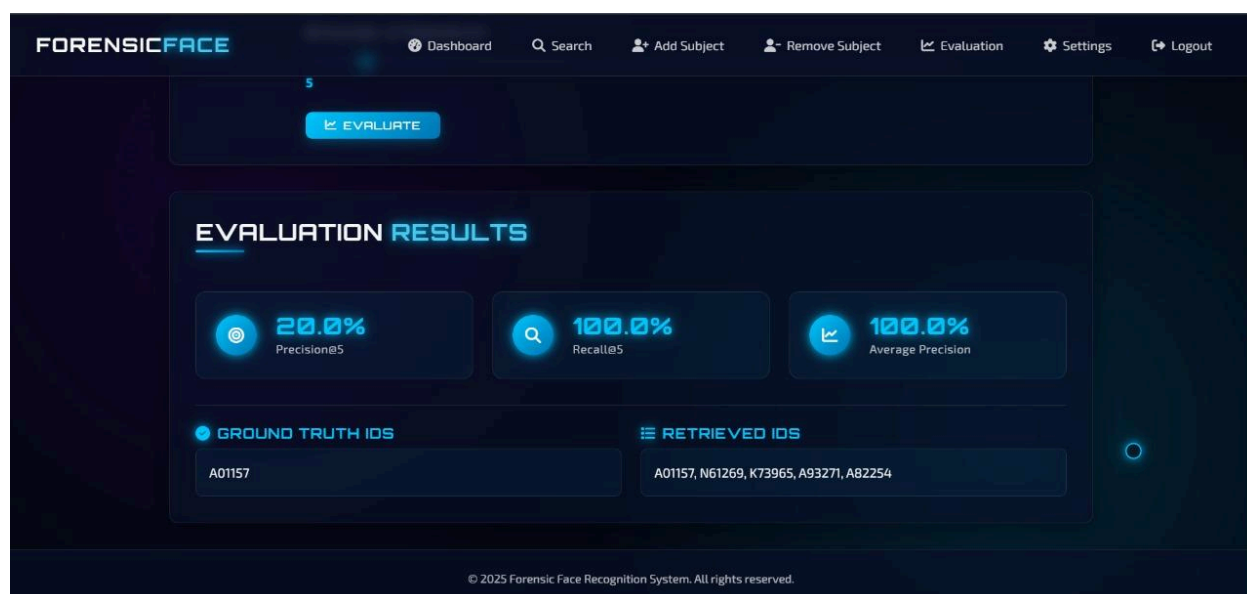 FORENSICFACE
Dashboard
Search
Add Subject
Remove Subject
Evaluation
Settings
Logout
5
EVALUATE
EVALUATION RESULTS
20.0%
Precision@5
100.0%
Recall@5
100.0%
Average Precision
GROUND TRUTH IDS
A01157
RETRIEVED IDS
A01157, N61269, K73965, A93271, A82254
© 2025 Forensic Face Recognition System. All rights reserved.